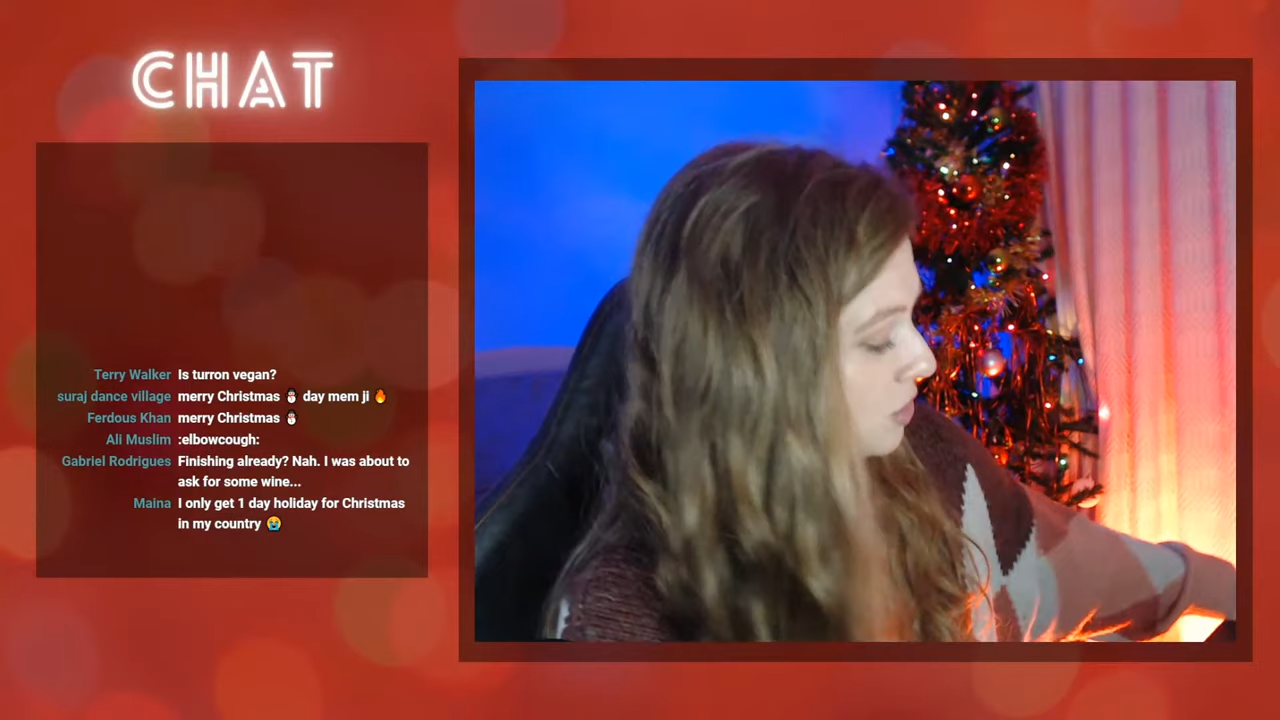 CHAT
Terry Walker Is turron vegan?
suraj dance village merry Christmas ⛄ day mem ji 🔥
Ferdous Khan merry Christmas ⛄
Ali Muslim :elbowcough:
Gabriel Rodrigues Finishing already? Nah. I was about to
ask for some wine...
Maina I only get 1 day holiday for Christmas
in my country 😭